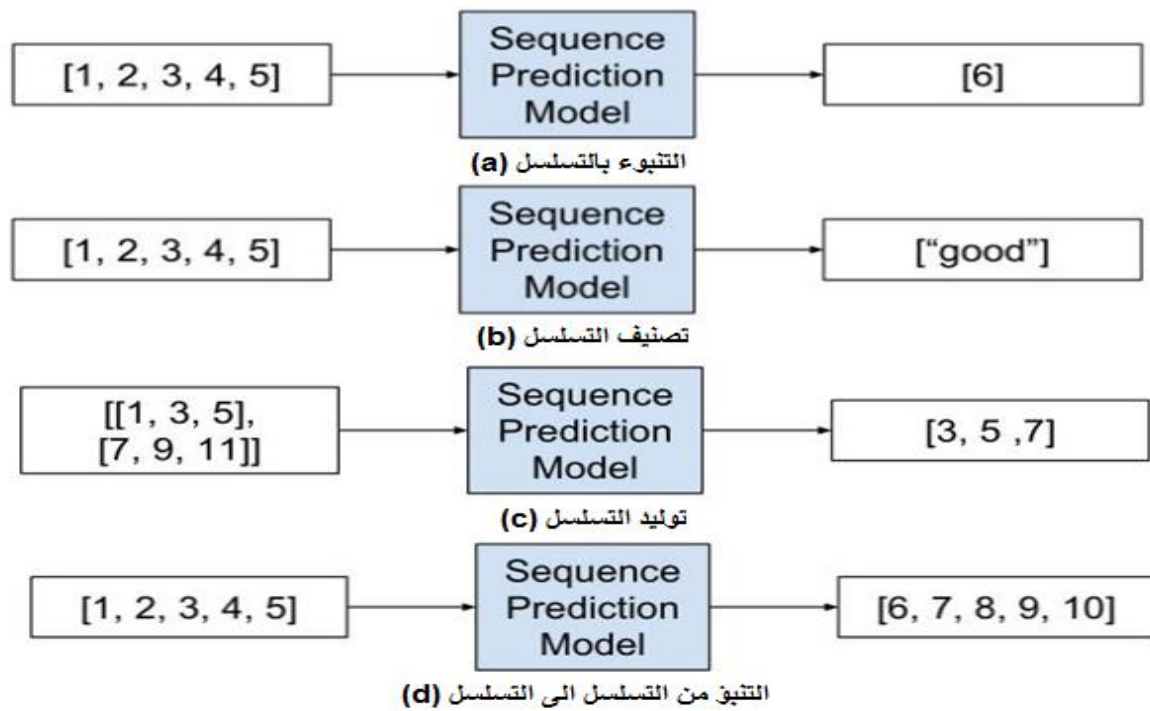 [1, 2, 3, 4, 5]
Sequence
Prediction
Model
[6]
(a) التنبوء بالتسلسل
[1, 2, 3, 4, 5]
Sequence
Prediction
Model
[“good”]
(b) تصنيف التسلسل
[[1, 3, 5],
[7, 9, 11]]
Sequence
Prediction
Model
[3, 5 ,7]
(c) توليد التسلسل
[1, 2, 3, 4, 5]
Sequence
Prediction
Model
[6, 7, 8, 9, 10]
(d) التنبؤ من التسلسل الى التسلسل